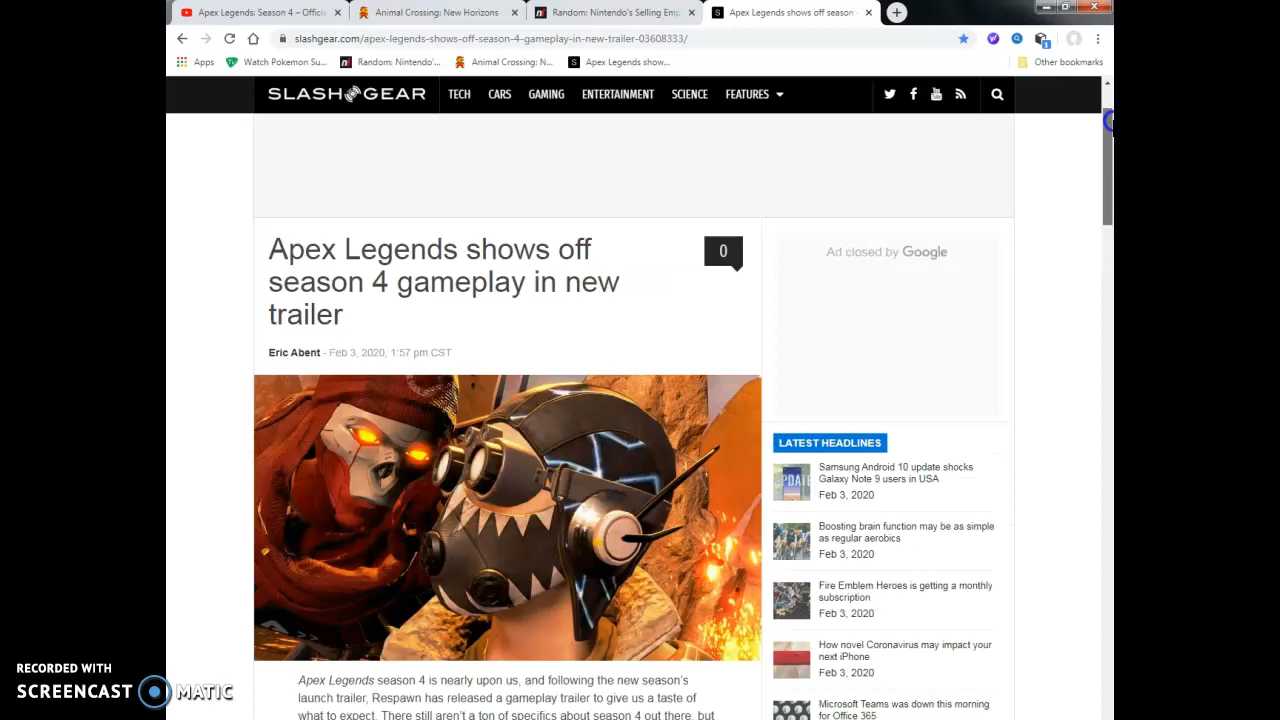 Apex Legends: Season 4 – Offici
Animal Crossing: New Horizons
Random: Nintendo's Selling Emp
Apex Legends shows off season
slashgear.com/apex-legends-shows-off-season-4-gameplay-in-new-trailer-03608333/
Apps
Watch Pokemon Su...
Random: Nintendo'...
Animal Crossing: N...
Apex Legends show...
Other bookmarks
SLASHGEAR
TECH
CARS
GAMING
ENTERTAINMENT
SCIENCE
FEATURES
Apex Legends shows off
season 4 gameplay in new
trailer
0
Eric Abent - Feb 3, 2020, 1:57 pm CST
Ad closed by Google
LATEST HEADLINES
Samsung Android 10 update shocks
Galaxy Note 9 users in USA
Feb 3, 2020
Boosting brain function may be as simple
as regular aerobics
Feb 3, 2020
Fire Emblem Heroes is getting a monthly
subscription
Feb 3, 2020
How novel Coronavirus may impact your
next iPhone
Feb 3, 2020
Microsoft Teams was down this morning
for Office 365
Apex Legends season 4 is nearly upon us, and following the new season's
launch trailer, Respawn has released a gameplay trailer to give us a taste of
what to expect. There still aren't a ton of specifics about season 4 out there, but
RECORDED WITH
SCREENCAST MATIC